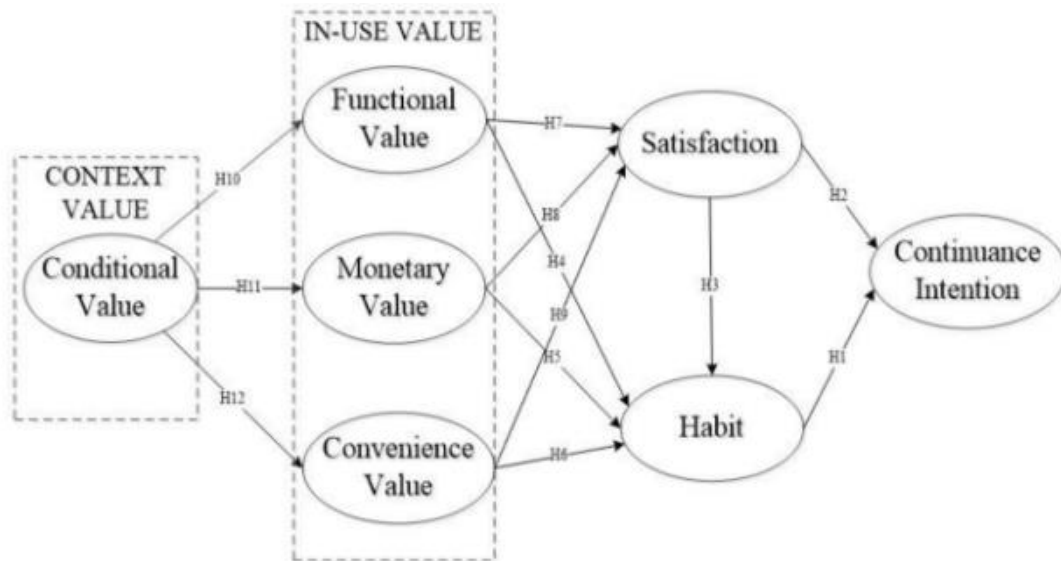 IN-USE VALUE
Functional
Value
H7
Satisfaction
CONTEXT
VALUE
H10
H8
H2
Conditional
Value
H11
Monetary
Value
H4
H3
Continuance
Intention
H9
H5
H1
H12
Convenience
Value
H6
Habit